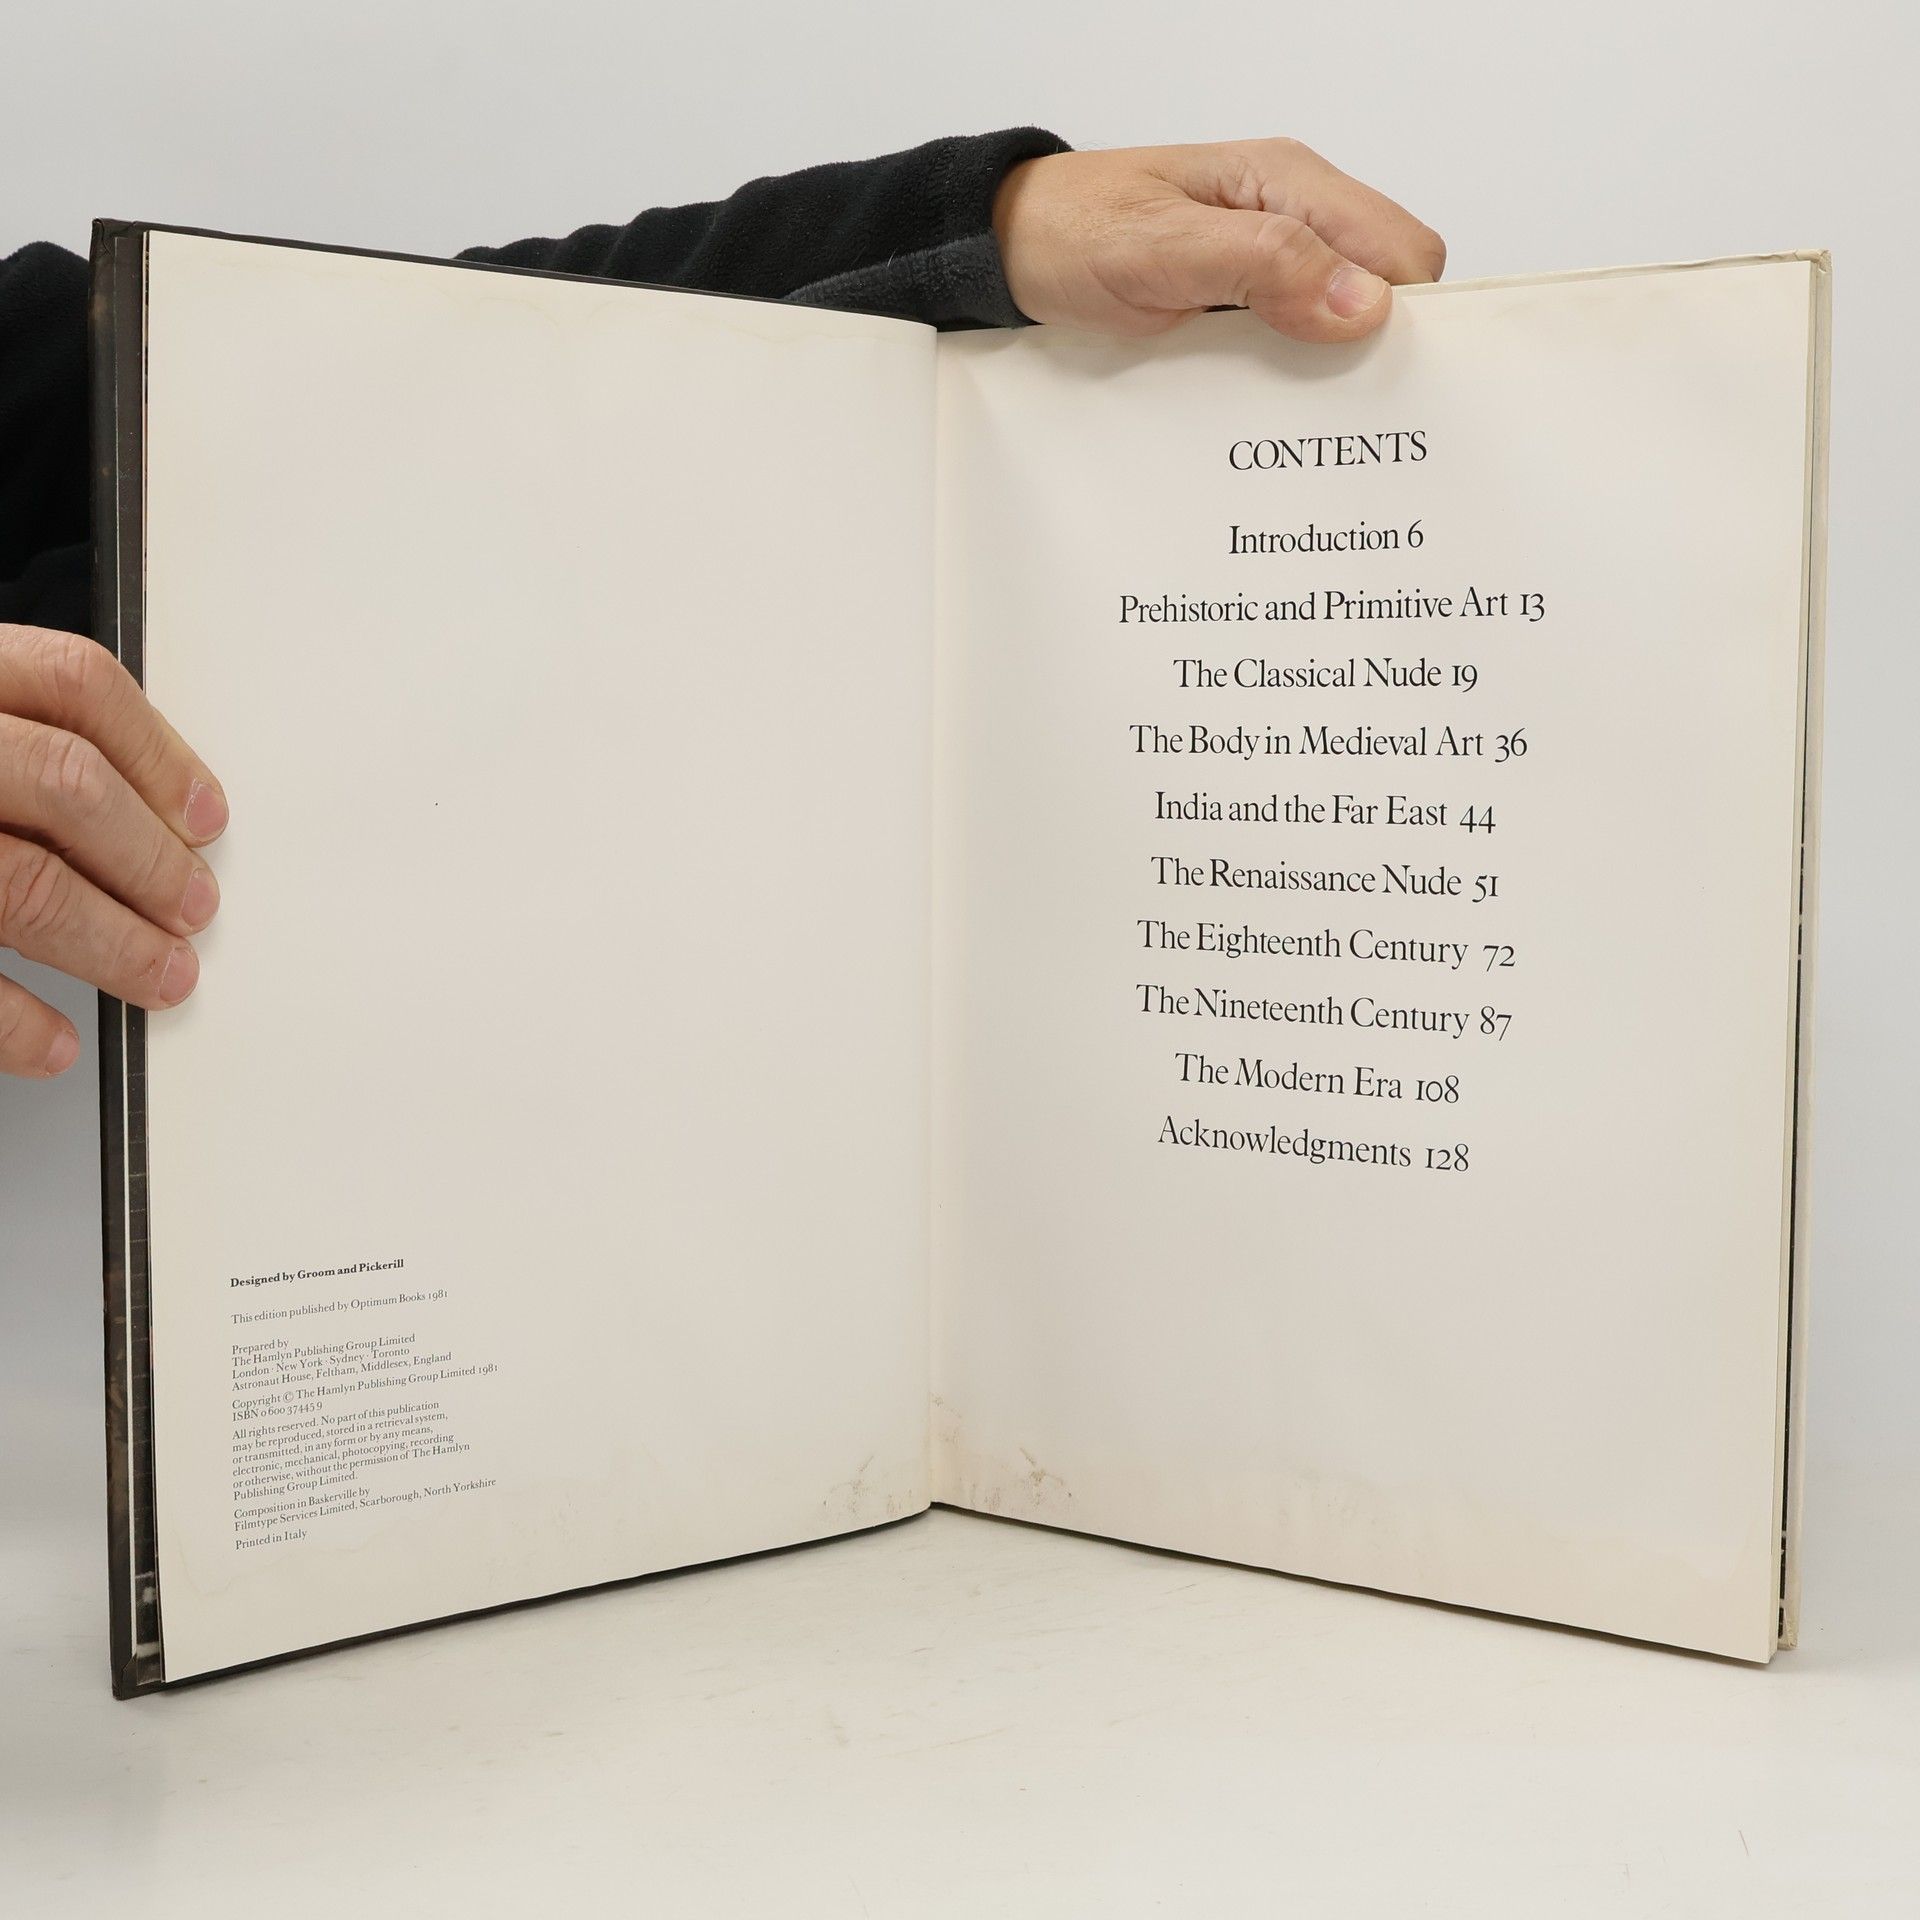 Designed by Groom and Pickerill
This edition published by Optimum Books 1981
Prepared by
The Hamlyn Publishing Group Limited
London · New York · Sydney · Toronto
Astronaut House, Feltham, Middlesex, England
Copyright © The Hamlyn Publishing Group Limited 1981
ISBN 0 600 37445 9
All rights reserved. No part of this publication
may be reproduced, stored in a retrieval system,
or transmitted, in any form or by any means,
electronic, mechanical, photocopying, recording
or otherwise, without the permission of The Hamlyn
Publishing Group Limited.
Composition in Baskerville by
Filmtype Services Limited, Scarborough, North Yorkshire
Printed in Italy
CONTENTS
Introduction 6
Prehistoric and Primitive Art 13
The Classical Nude 19
The Body in Medieval Art 36
India and the Far East 44
The Renaissance Nude 51
The Eighteenth Century 72
The Nineteenth Century 87
The Modern Era 108
Acknowledgments 128